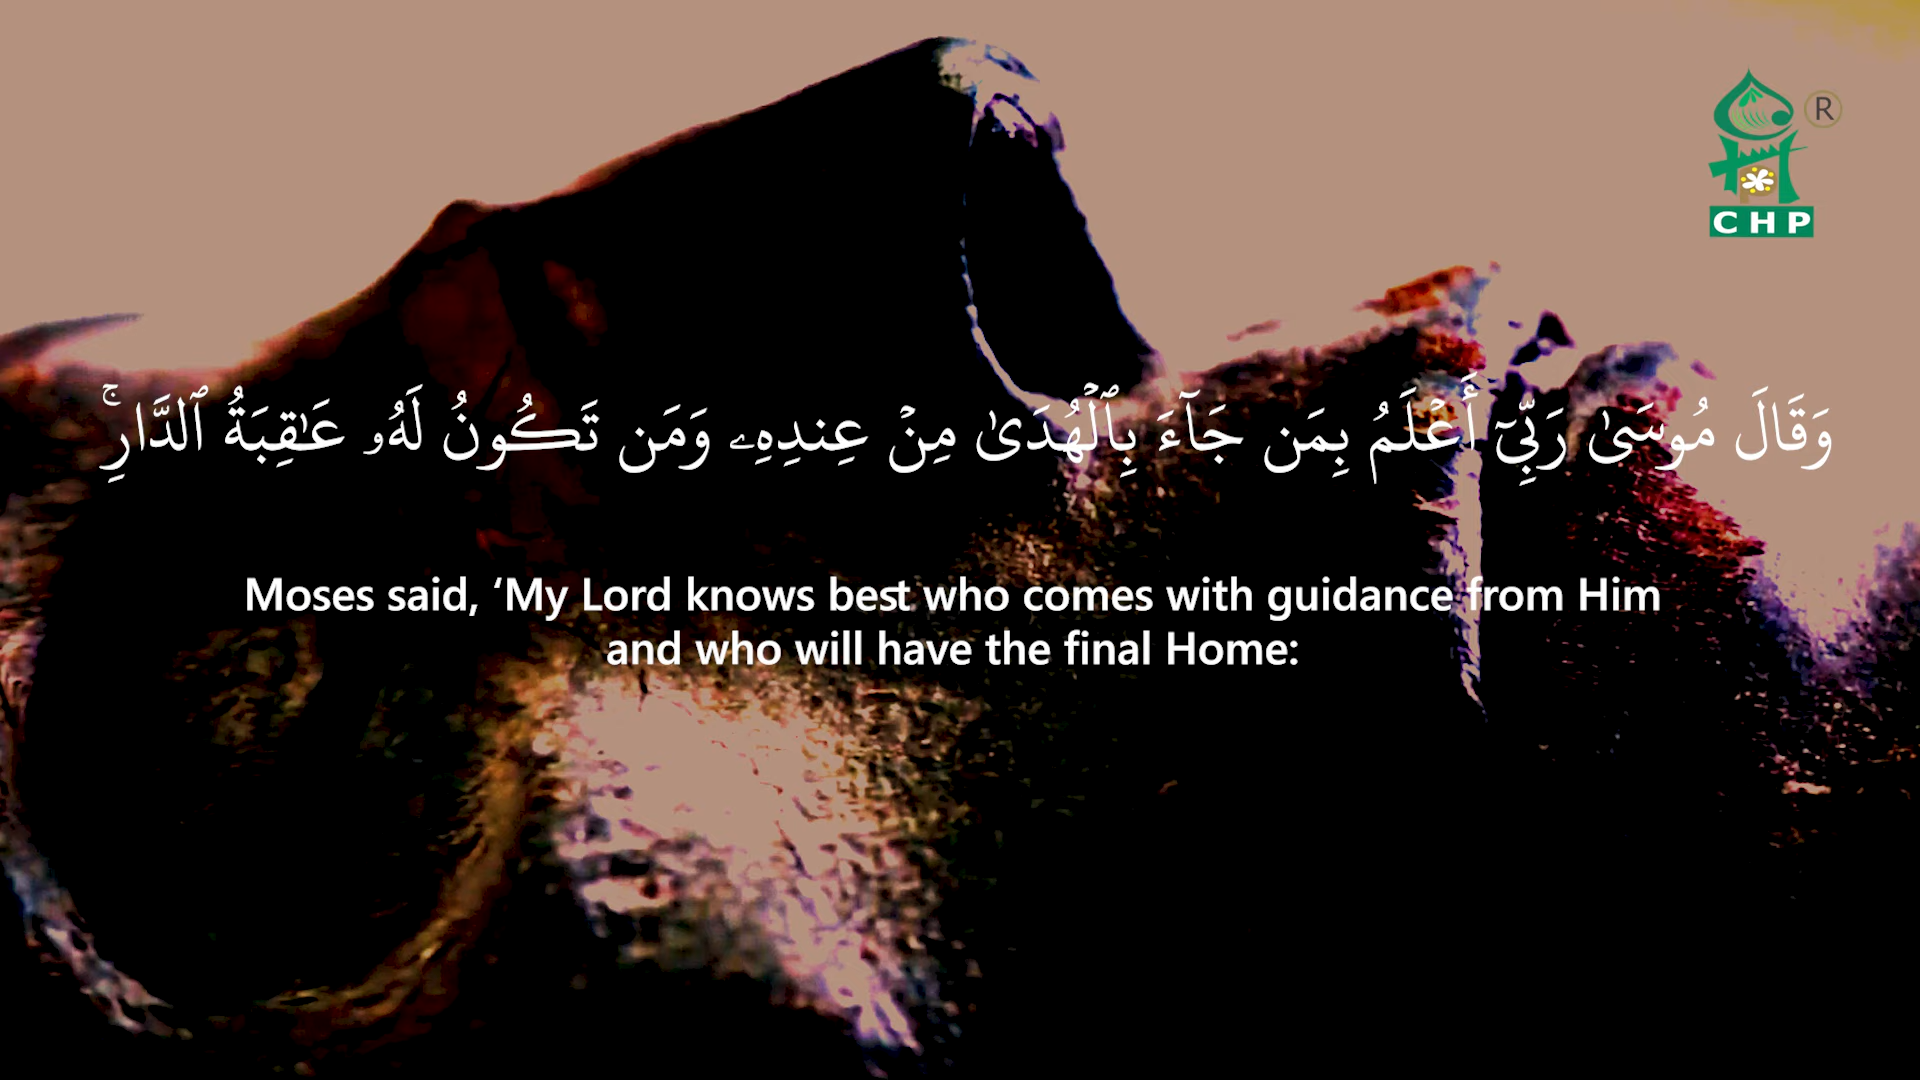 CHP
®
وَقَالَ مُوسَىٰ رَبِّىٓ أَعْلَمُ بِمَن جَآءَ بِٱلْهُدَىٰ مِنْ عِندِهِۦ وَمَن تَكُونُ لَهُۥ عَـٰقِبَةُ ٱلدَّارِ ۚ
Moses said, ‘My Lord knows best who comes with guidance from Him
and who will have the final Home: